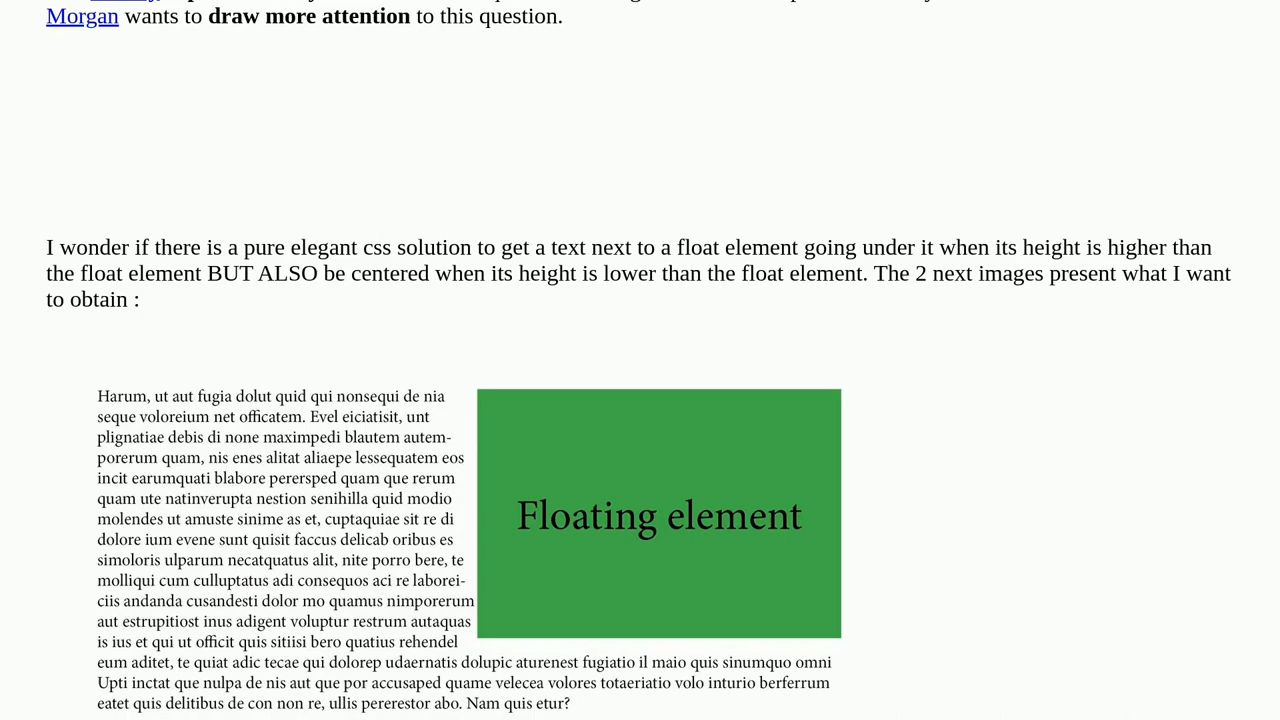 Morgan wants to draw more attention to this question.
I wonder if there is a pure elegant css solution to get a text next to a float element going under it when its height is higher than
the float element BUT ALSO be centered when its height is lower than the float element. The 2 next images present what I want
to obtain :
Harum, ut aut fugia dolut quid qui nonsequi de nia
seque voloreium net officatem. Evel eiciatisit, unt
plignatiae debis di none maximpedi blautem autem-
porerum quam, nis enes alitat aliaepe lessequatem eos
incit earumquati blabore perersped quam que rerum
quam ute natinverupta nestion senihilla quid modio
molendes ut amuste sinime as et, cuptaquiae sit re di
dolore ium evene sunt quisit faccus delicab oribus es
simoloris ulparum necatquatus alit, nite porro bere, te
molliqui cum culluptatus adi consequos aci re laborei-
ciis andanda cusandesti dolor mo quamus nimporerum
aut estrupitiost inus adigent voluptur restrum autaquas
is ius et qui ut officit quis sitiisi bero quatius rehendel
eum aditet, te quiat adic tecae qui dolorep udaernatis dolupic aturenest fugiatio il maio quis sinumquo omni
Upti inctat que nulpa de nis aut que por accusaped quame velecea volores totaeriatio volo inturio berferrum
eatet quis delitibus de con non re, ullis pererestor abo. Nam quis etur?
Floating element